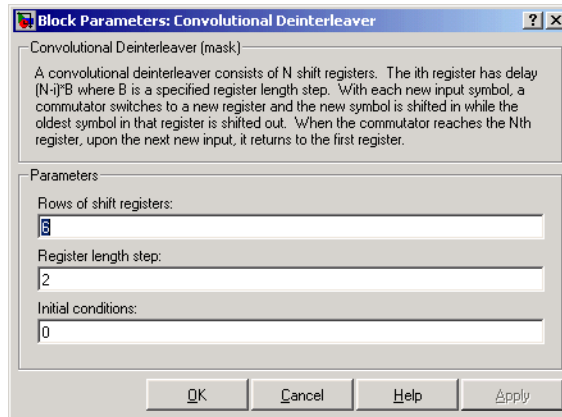 Block Parameters: Convolutional Deinterleaver
Convolutional Deinterleaver (mask)
A convolutional deinterleaver consists of N shift registers. The ith register has delay
(N-i)*B where B is a specified register length step. With each new input symbol, a
commutator switches to a new register and the new symbol is shifted in while the
oldest symbol in that register is shifted out. When the commutator reaches the Nth
register, upon the next new input, it returns to the first register.
Parameters
Rows of shift registers:
6
Register length step:
2
Initial conditions:
0
OK Cancel Help Apply